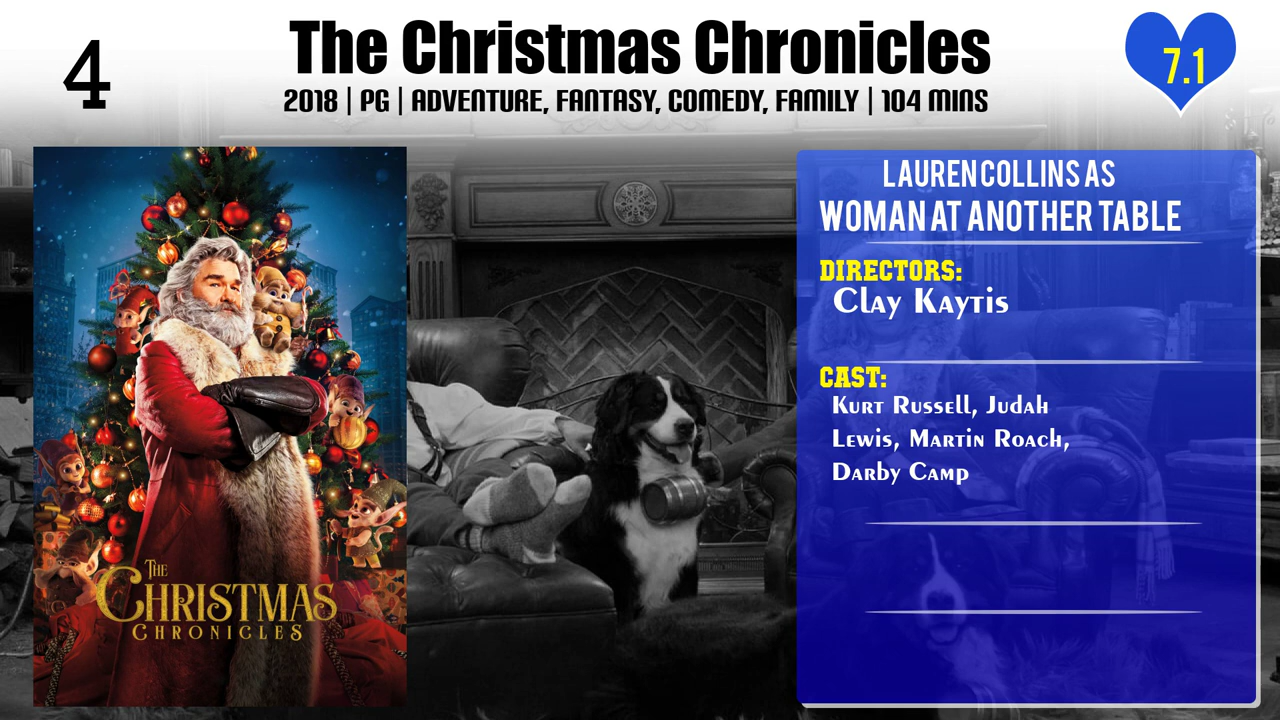 4
The Christmas Chronicles
2018 | PG | ADVENTURE, FANTASY, COMEDY, FAMILY | 104 MINS
7.1
THE
CHRISTMAS
CHRONICLES
LAUREN COLLINS AS
WOMAN AT ANOTHER TABLE
DIRECTORS:
Clay Kaytis
CAST:
Kurt Russell, Judah
Lewis, Martin Roach,
Darby Camp